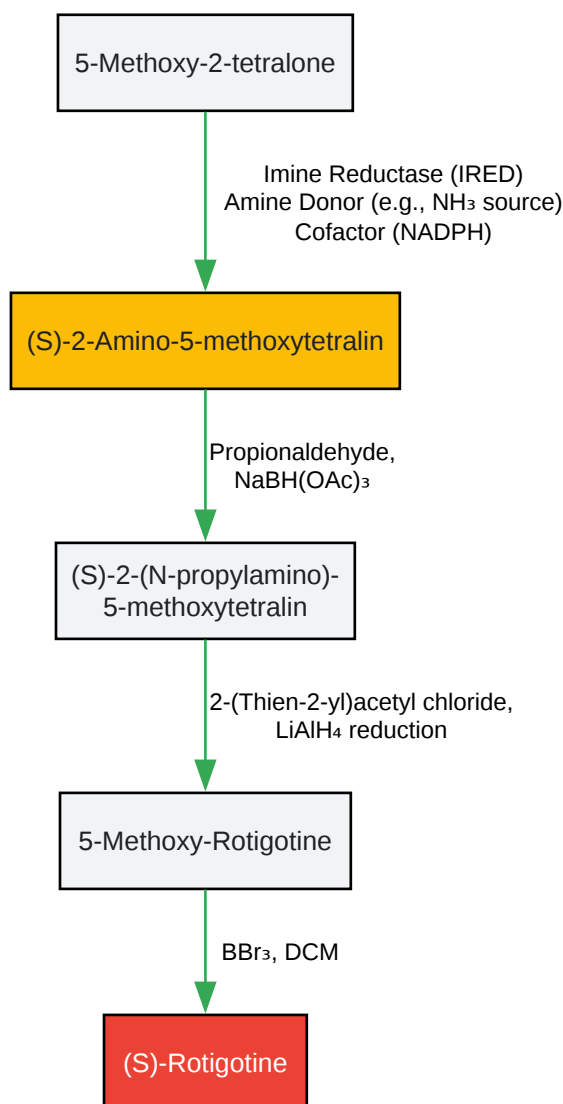 5-Methoxy-2-tetralone
Imine Reductase (IRED)
Amine Donor (e.g., NH₃ source)
Cofactor (NADPH)
(S)-2-Amino-5-methoxytetralin
Propionaldehyde,
NaBH(OAc)₃
(S)-2-(N-propylamino)-
5-methoxytetralin
2-(Thien-2-yl)acetyl chloride,
LiAlH₄ reduction
5-Methoxy-Rotigotine
BBr₃, DCM
(S)-Rotigotine